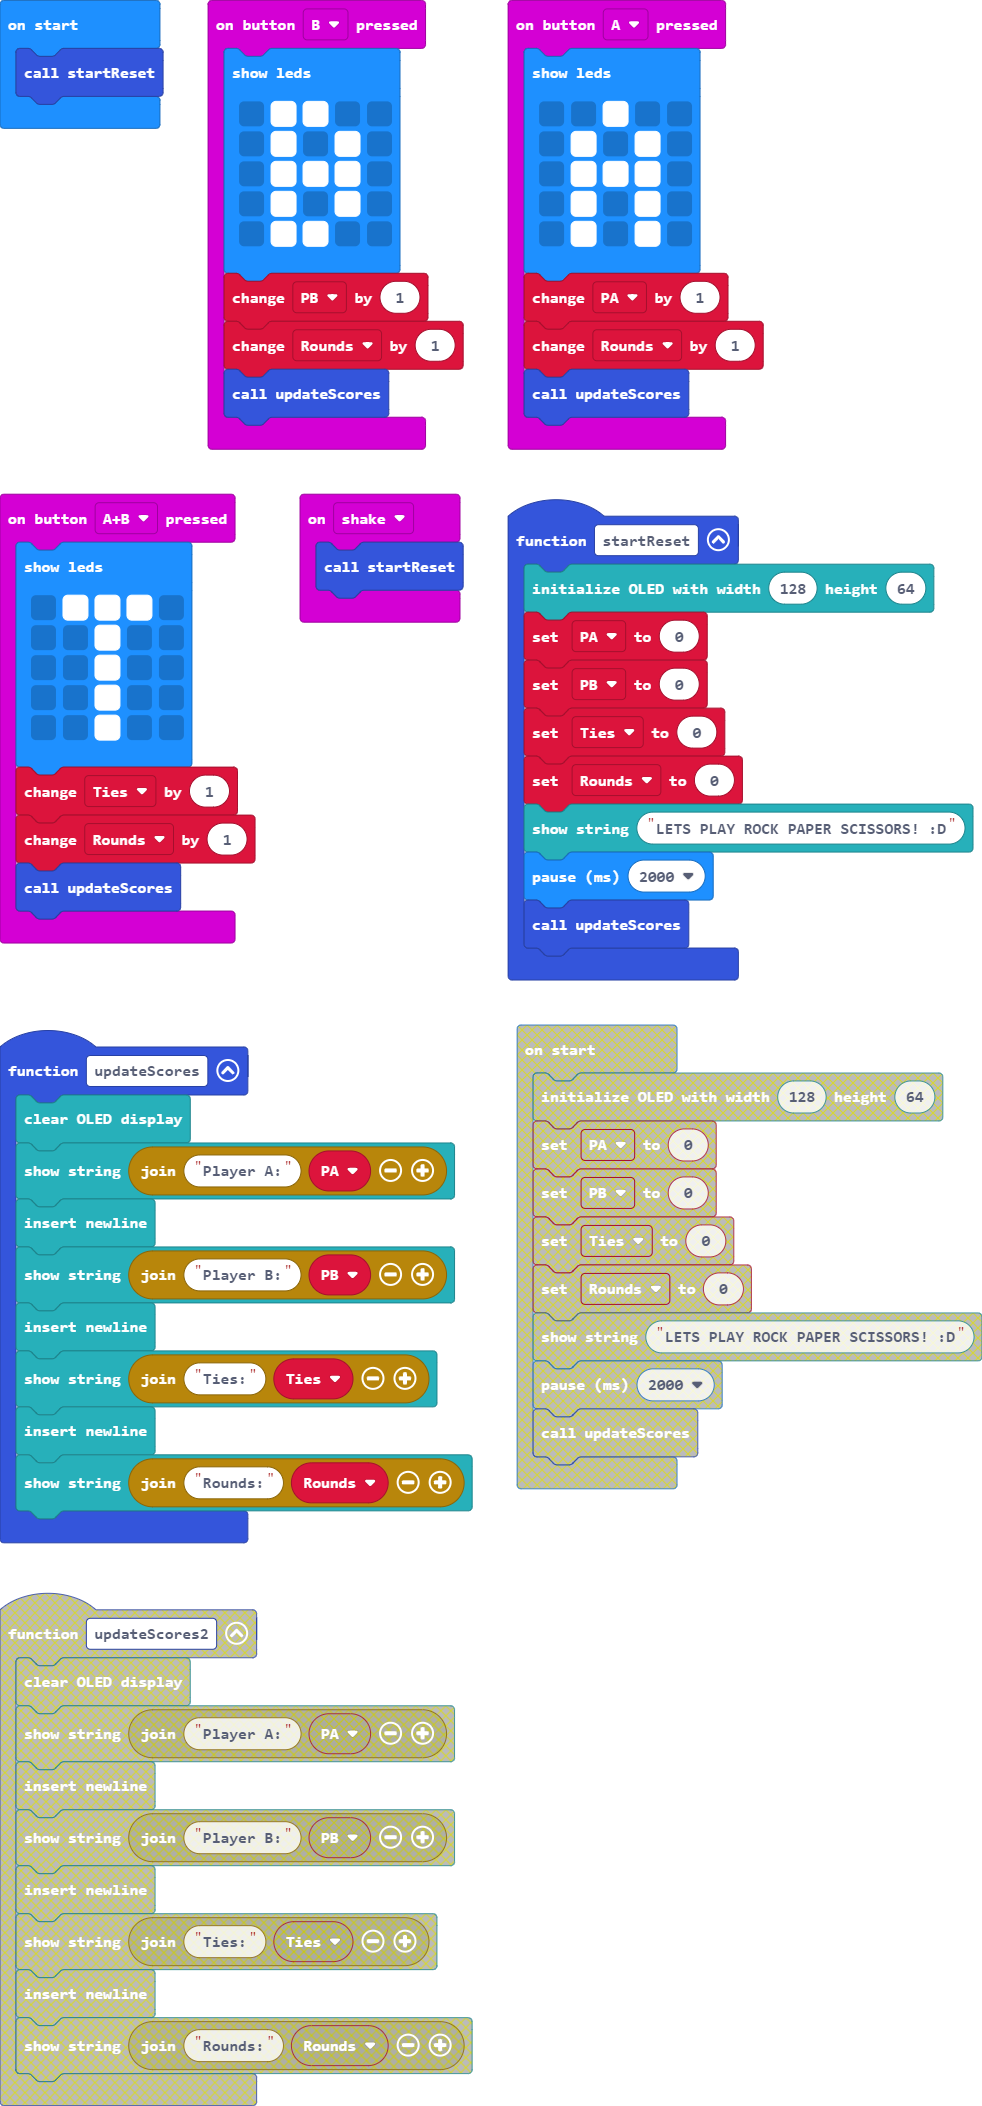 on start
call startReset
on button B pressed
show leds
change PB by 1
change Rounds by 1
call updateScores
on button A pressed
show leds
change PA by 1
change Rounds by 1
call updateScores
on button A+B pressed
show leds
change Ties by 1
change Rounds by 1
call updateScores
on shake
call startReset
function startReset
initialize OLED with width 128 height 64
set PA to 0
set PB to 0
set Ties to 0
set Rounds to 0
show string "LETS PLAY ROCK PAPER SCISSORS! :D"
pause (ms) 2000
call updateScores
function updateScores
clear OLED display
show string join "Player A:" PA
insert newline
show string join "Player B:" PB
insert newline
show string join "Ties:" Ties
insert newline
show string join "Rounds:" Rounds
on start
initialize OLED with width 128 height 64
set PA to 0
set PB to 0
set Ties to 0
set Rounds to 0
show string "LETS PLAY ROCK PAPER SCISSORS! :D"
pause (ms) 2000
call updateScores
function updateScores2
clear OLED display
show string join "Player A:" PA
insert newline
show string join "Player B:" PB
insert newline
show string join "Ties:" Ties
insert newline
show string join "Rounds:" Rounds